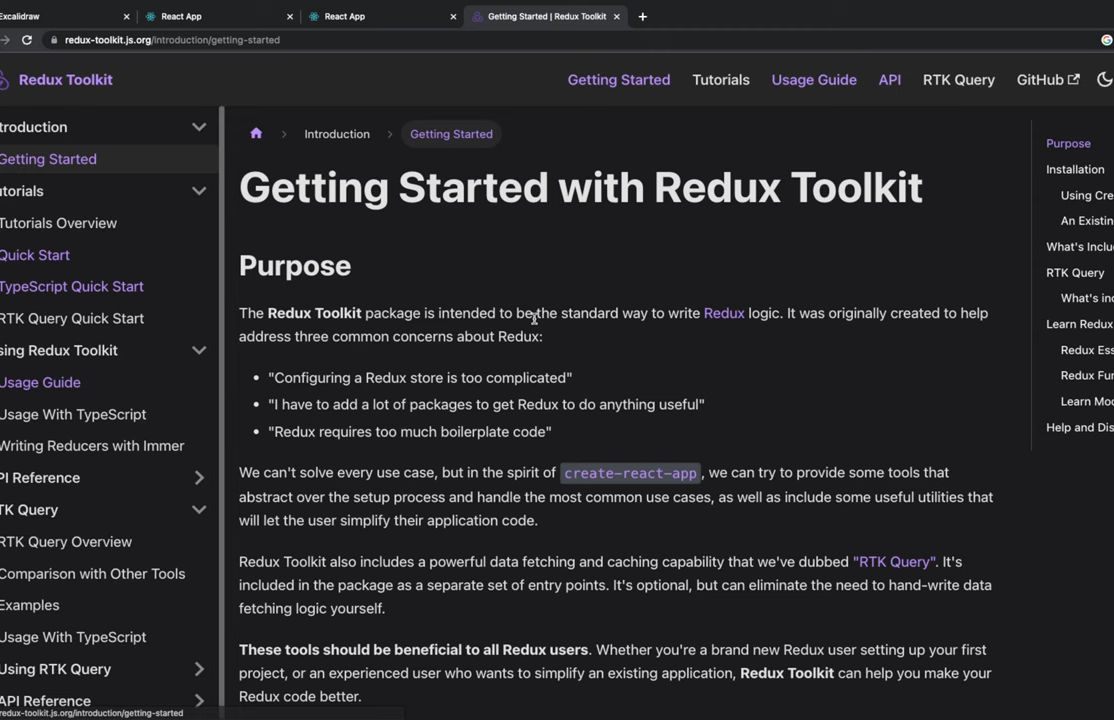 Excalidraw
React App
React App
Getting Started | Redux Toolkit
redux-toolkit.js.org/introduction/getting-started
Redux Toolkit
Getting Started
Tutorials
Usage Guide
API
RTK Query
GitHub
troduction
Getting Started
utorials
Tutorials Overview
Quick Start
TypeScript Quick Start
RTK Query Quick Start
sing Redux Toolkit
Usage Guide
Usage With TypeScript
Writing Reducers with Immer
PI Reference
TK Query
RTK Query Overview
Comparison with Other Tools
Examples
Usage With TypeScript
Using RTK Query
API Reference
Introduction
Getting Started
Getting Started with Redux Toolkit
Purpose
The Redux Toolkit package is intended to be the standard way to write Redux logic. It was originally created to help
address three common concerns about Redux:
• "Configuring a Redux store is too complicated"
• "I have to add a lot of packages to get Redux to do anything useful"
• "Redux requires too much boilerplate code"
We can't solve every use case, but in the spirit of create-react-app, we can try to provide some tools that
abstract over the setup process and handle the most common use cases, as well as include some useful utilities that
will let the user simplify their application code.
Redux Toolkit also includes a powerful data fetching and caching capability that we've dubbed "RTK Query". It's
included in the package as a separate set of entry points. It's optional, but can eliminate the need to hand-write data
fetching logic yourself.
These tools should be beneficial to all Redux users. Whether you're a brand new Redux user setting up your first
project, or an experienced user who wants to simplify an existing application, Redux Toolkit can help you make your
Redux code better.
Purpose
Installation
Using Cre
An Existin
What's Inclu
RTK Query
What's inc
Learn Redux
Redux Ess
Redux Fur
Learn Mod
Help and Dis
redux-toolkit.js.org/introduction/getting-started